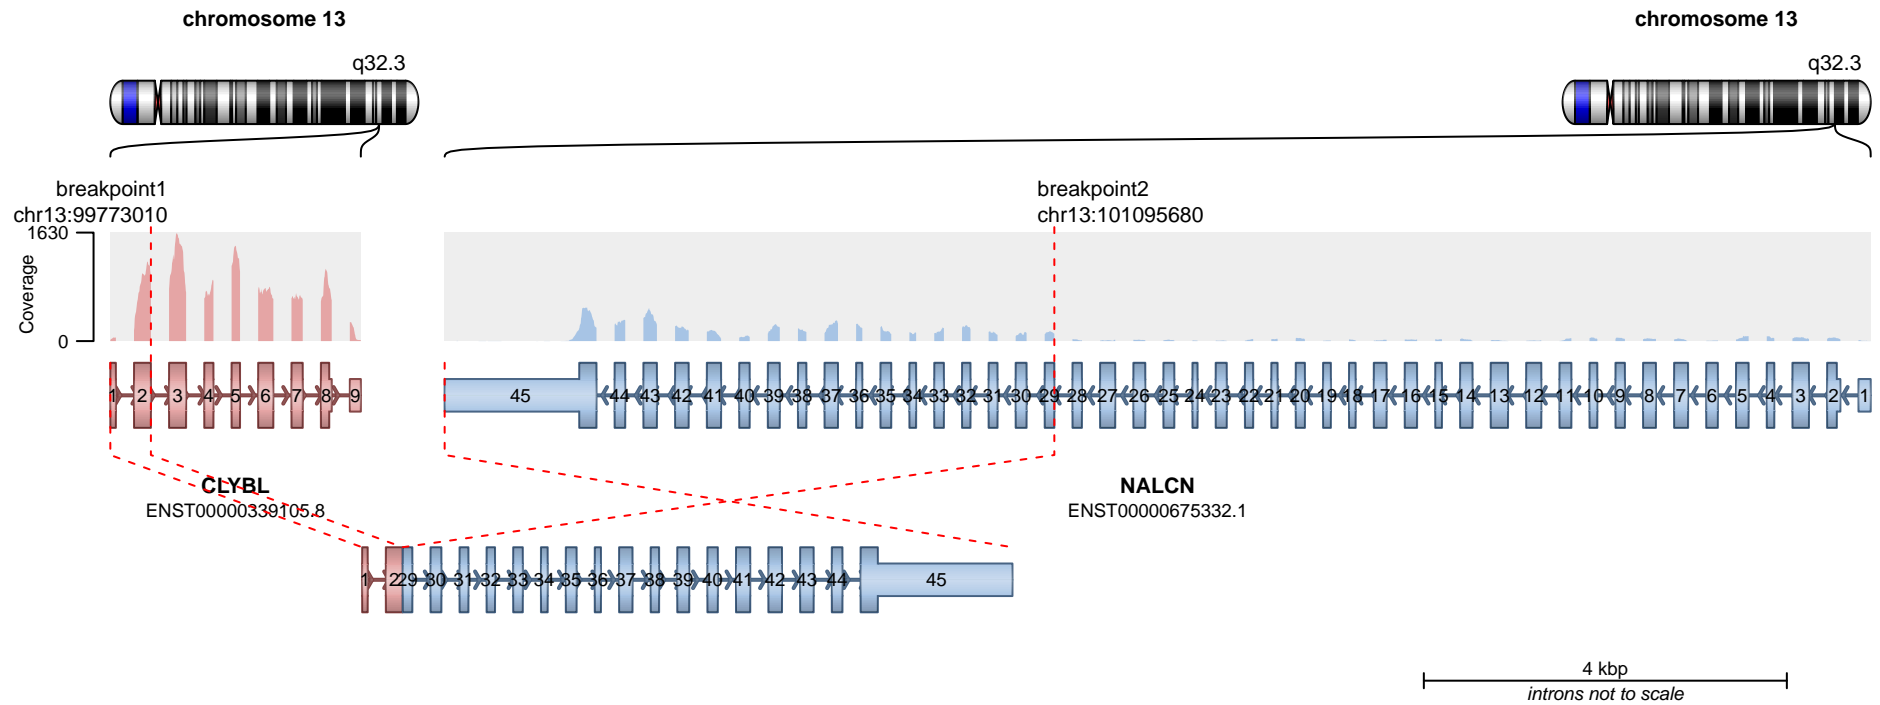 chromosome 13
chromosome 13
q32.3
q32.3
breakpoint1
chr13:99773010
breakpoint2
chr13:101095680
1630
Coverage
0
1 2 3 4 5 6 7 8 9
45 44 43 42 41 40 39 38 37 36 35 34 33 32 31 30 29 28 27 26 25 24 23 22 21 20 19 18 17 16 15 14 13 12 11 10 9 8 7 6 5 4 3 2 1
CLYBL
ENST00000339105.8
NALCN
ENST00000675332.1
1 2 29 30 31 32 33 34 35 36 37 38 39 40 41 42 43 44 45
4 kbp
introns not to scale